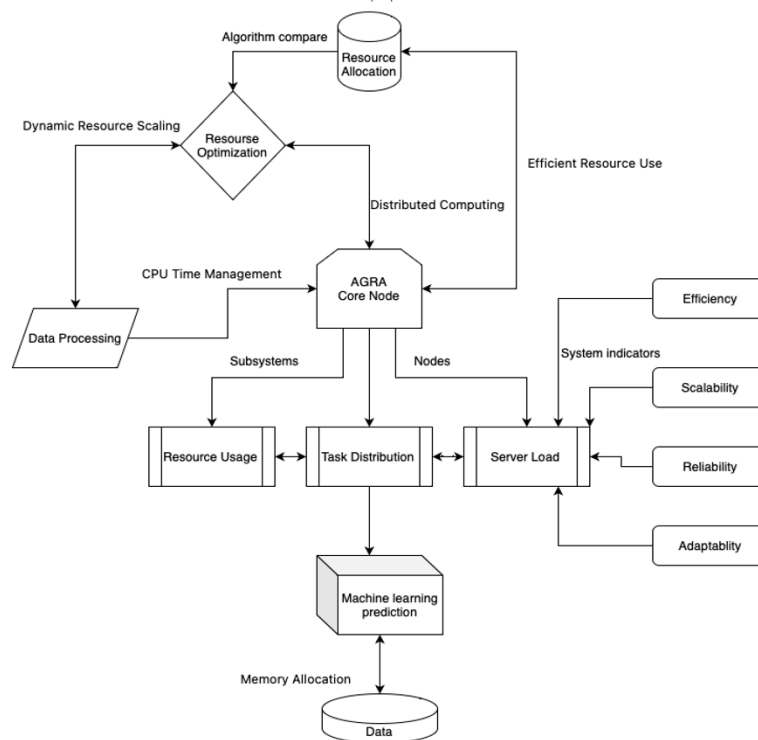 Algorithm compare
Resource
Allocation
Dynamic Resource Scaling
Resourse
Optimization
Efficient Resource Use
Distributed Computing
CPU Time Management
AGRA
Core Node
Efficiency
Data Processing
System indicators
Subsystems
Nodes
Scalability
Resource Usage
Task Distribution
Server Load
Reliability
Adaptablity
Machine learning
prediction
Memory Allocation
Data